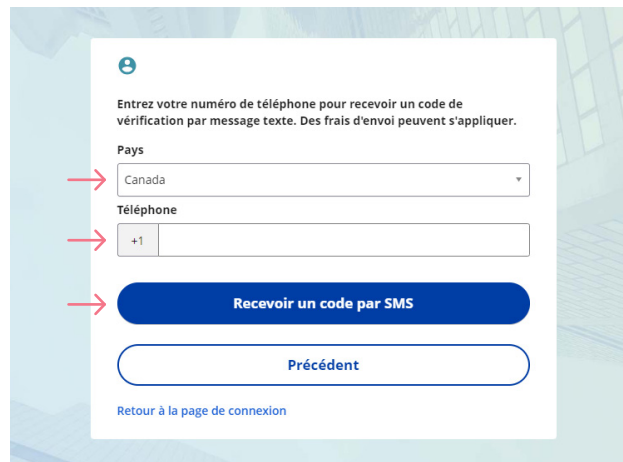 Entrez votre numéro de téléphone pour recevoir un code de
vérification par message texte. Des frais d'envoi peuvent s'appliquer.
Pays
Canada
Téléphone
+1
Recevoir un code par SMS
Précédent
Retour à la page de connexion